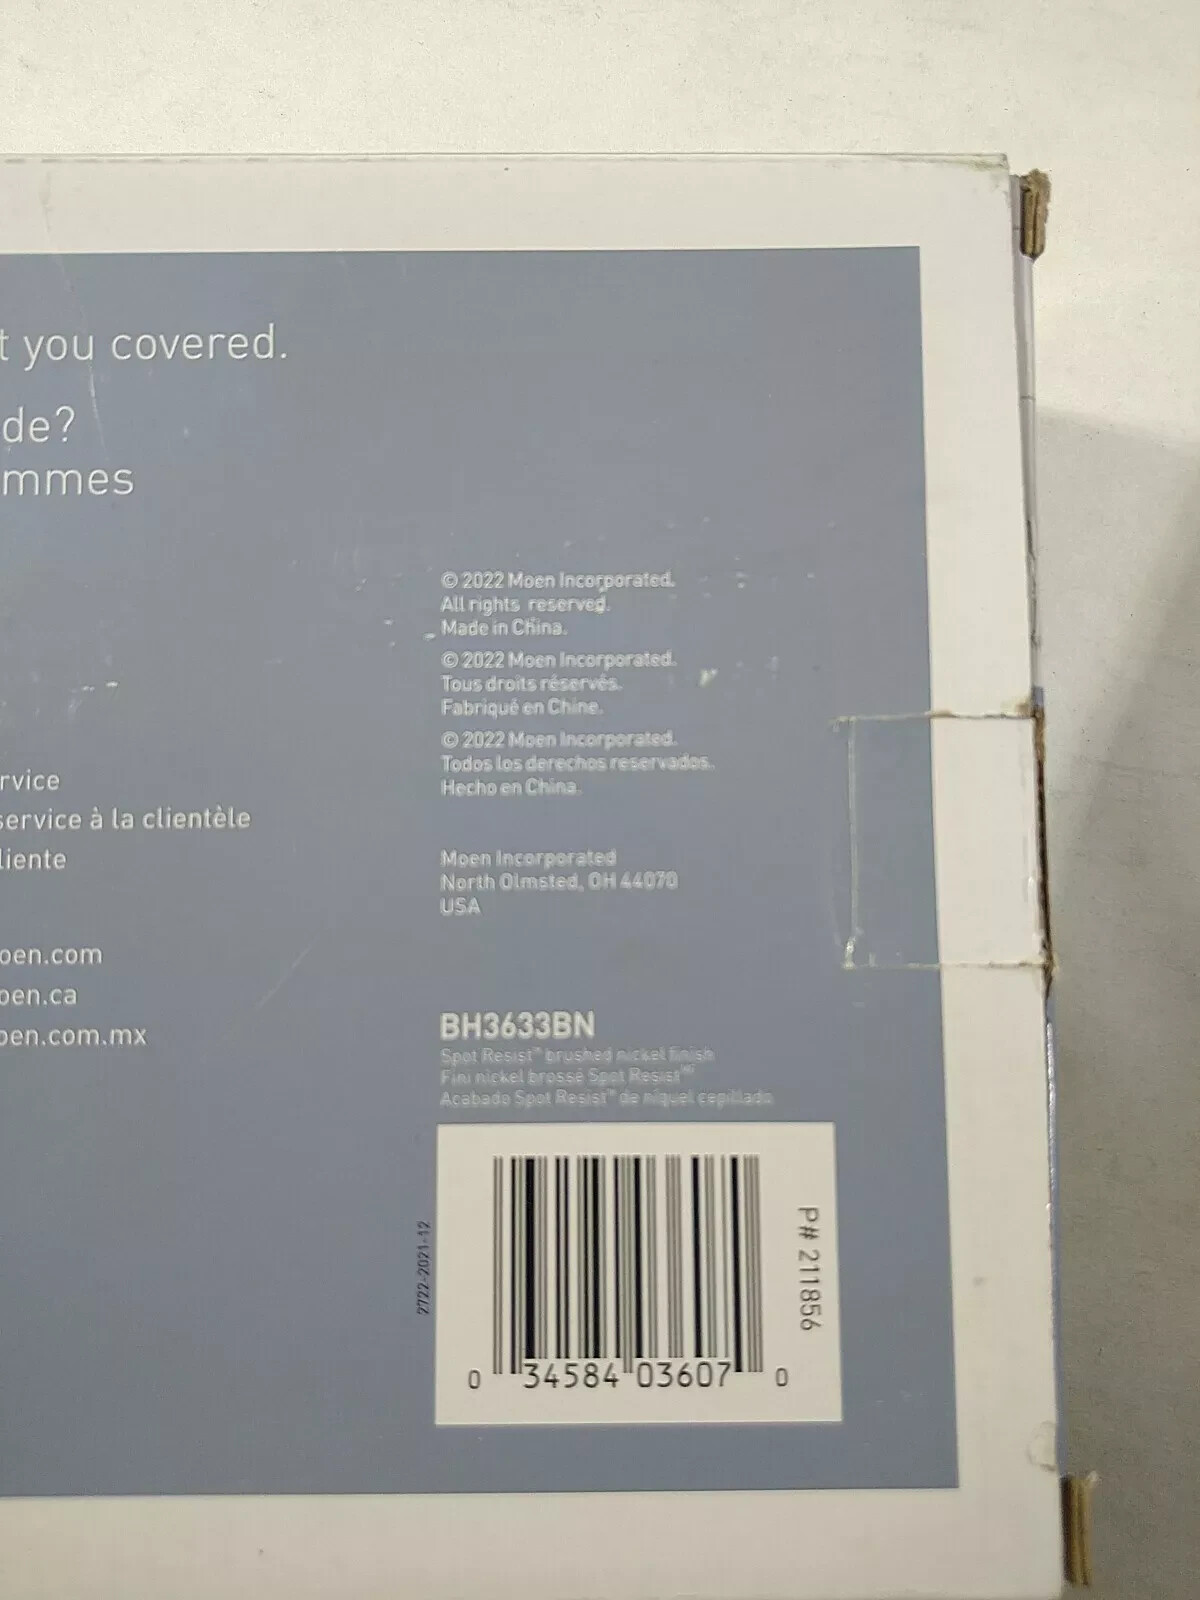 t you covered.
de?
mmes
rvice
service à la clientèle
liente
oen.com
oen.ca
oen.com.mx
© 2022 Moen Incorporated.
All rights reserved.
Made in China.
© 2022 Moen Incorporated.
Tous droits réservés.
Fabriqué en Chine.
© 2022 Moen Incorporated.
Todos los derechos reservados.
Hecho en China.
Moen Incorporated
North Olmsted, OH 44070
USA
BH3633BN
Spot Resist™ brushed nickel finish
Fini nickel brossé Spot Resist
Acabado Spot Resist™ de níquel cepillado
2722-2021-12
P# 211856
0 34584 03607 0